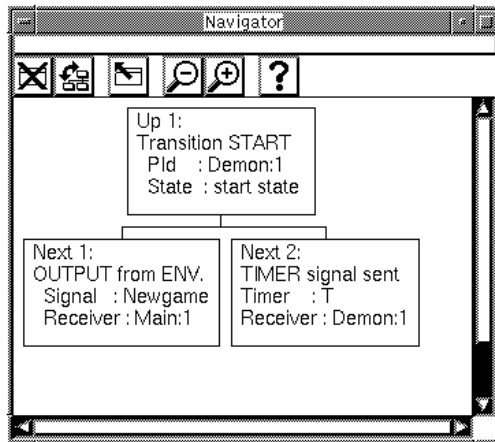 Navigator
?
Up 1:
Transition START
PId : Demon:1
State : start state
Next 1:
OUTPUT from ENV.
Signal : Newgame
Receiver : Main:1
Next 2:
TIMER signal sent
Timer : T
Receiver : Demon:1